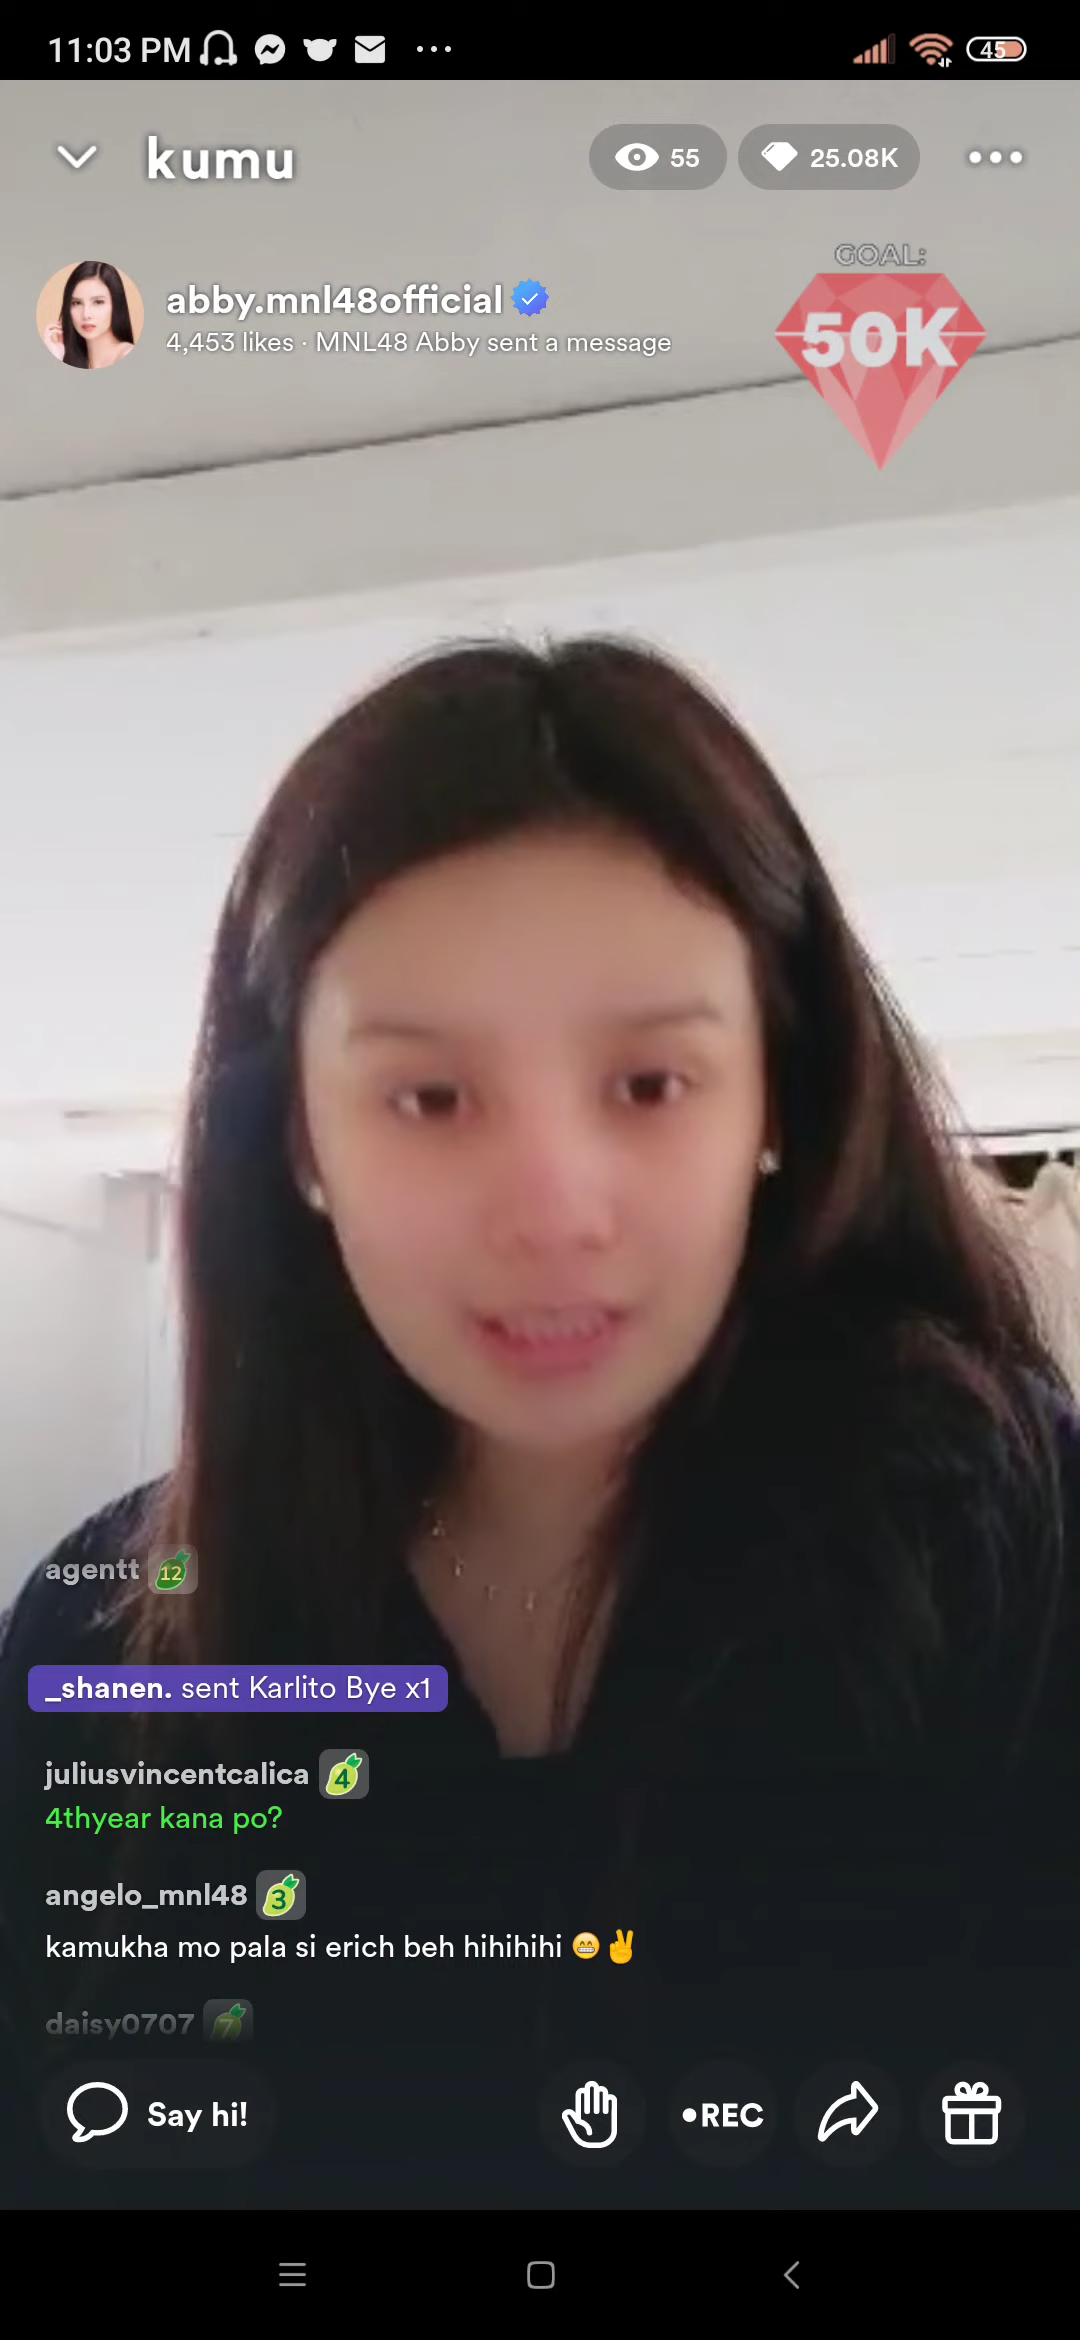 11:03 PM
45
kumu
55
25.08K
GOAL:
50K
abby.mnl48official
4,453 likes · MNL48 Abby sent a message
agentt 12
_shanen. sent Karlito Bye x1
juliusvincentcalica 4
4thyear kana po?
angelo_mnl48 3
kamukha mo pala si erich beh hihihihi 😁✌
daisy0707 7
Say hi!
•REC